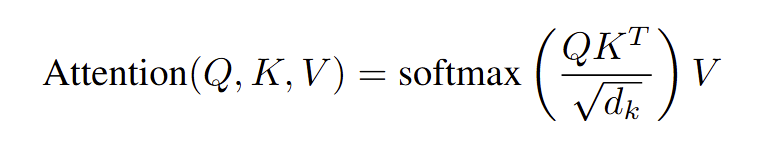 Attention(Q, K, V) = softmax(QK^T / √d_k)V